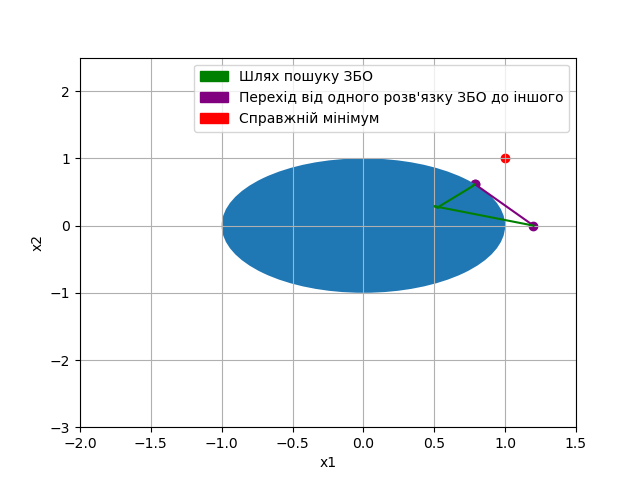 Шлях пошуку ЗБО
Перехід від одного розв'язку ЗБО до іншого
Справжній мінімум
2
1
0
−1
−2
−3
x2
−2.0 −1.5 −1.0 −0.5 0.0 0.5 1.0 1.5
x1